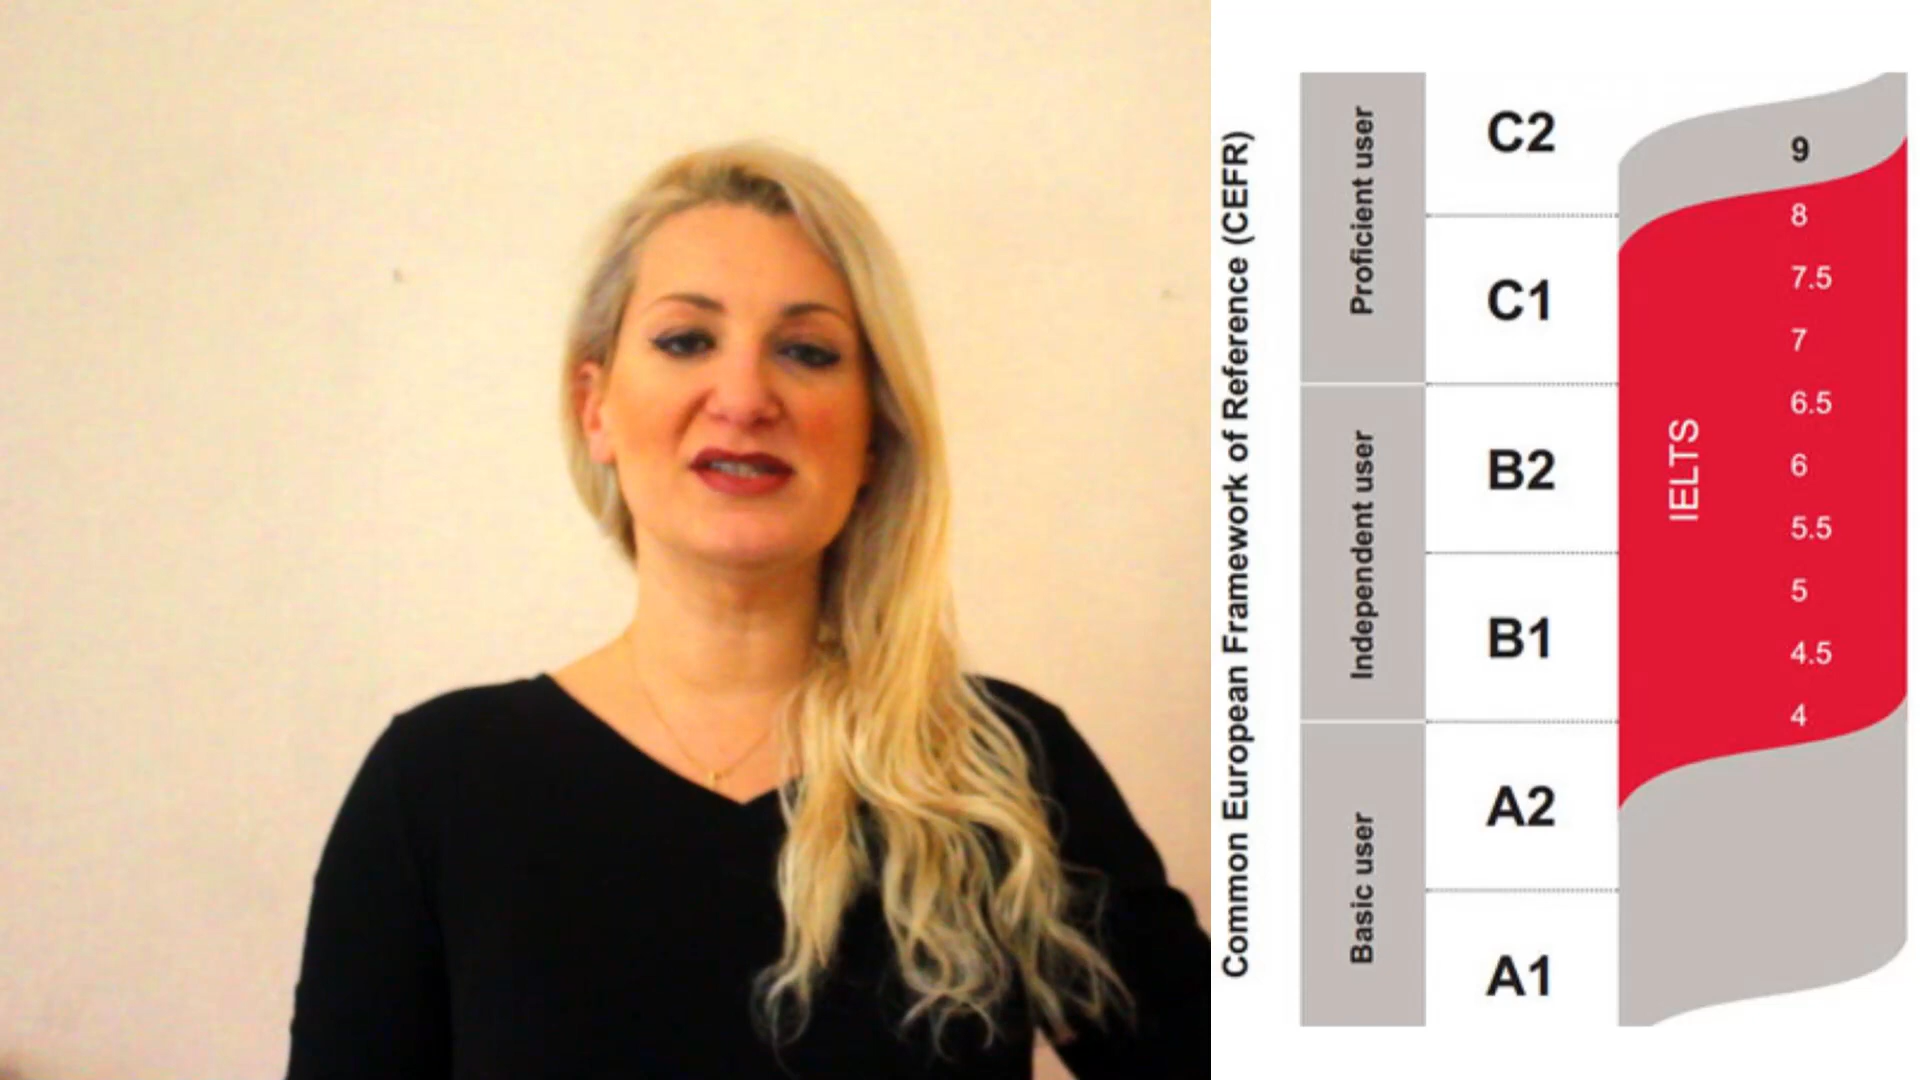 Common European Framework of Reference (CEFR)
Proficient user
Independent user
Basic user
C2
C1
B2
B1
A2
A1
IELTS
9
8
7.5
7
6.5
6
5.5
5
4.5
4